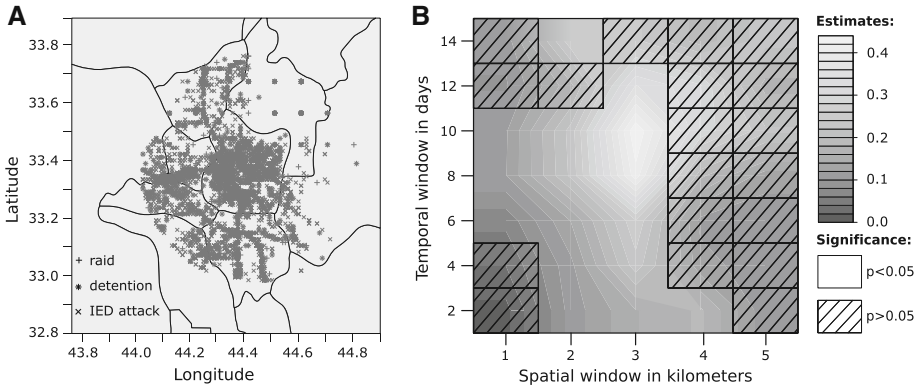 A
33.8
33.6
33.4
33.2
33.0
32.8
Latitude
+ raid
* detention
× IED attack
43.8 44.0 44.2 44.4 44.6 44.8
Longitude
B
14
12
10
8
6
4
2
Temporal window in days
1 2 3 4 5
Spatial window in kilometers
Estimates:
0.4
0.3
0.2
0.1
0.0
Significance:
p<0.05
p>0.05